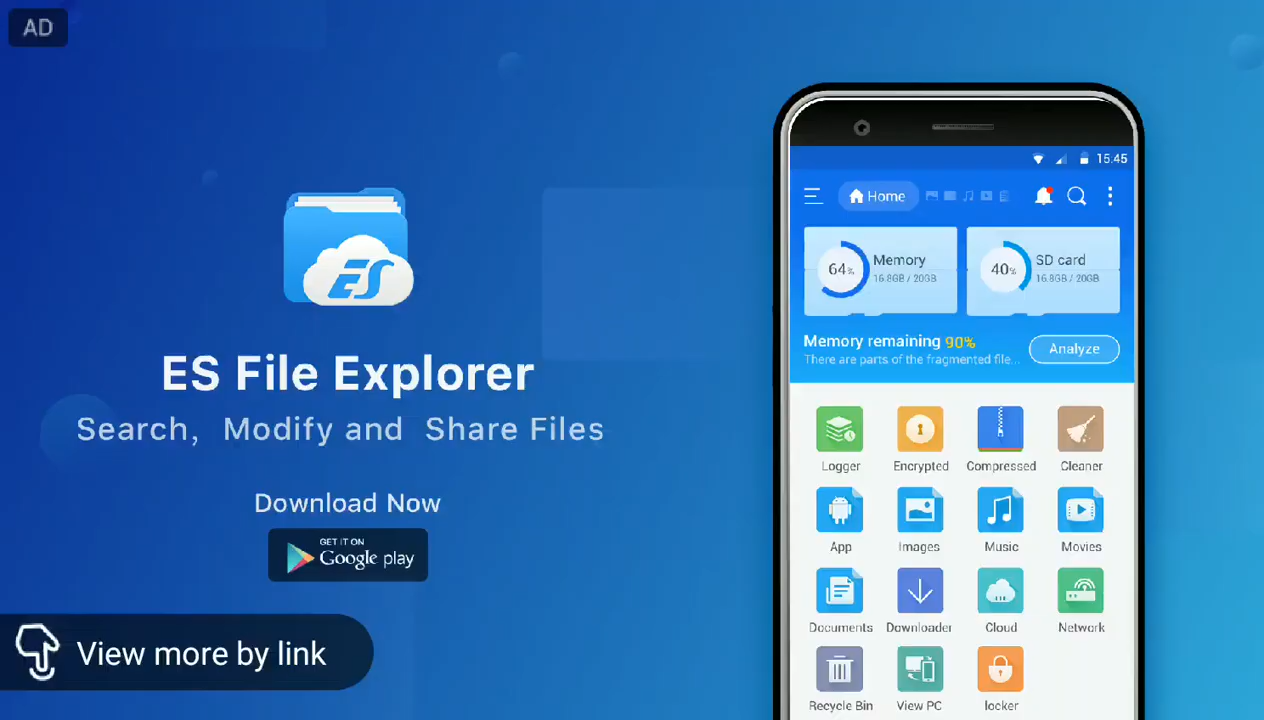 AD
ES
ES File Explorer
Search, Modify and Share Files
Download Now
GET IT ON
Google play
View more by link
15.45
Home
64%
Memory
16.8GB / 20GB
40%
SD card
16.8GB / 20GB
Memory remaining 90%
There are parts of the fragmented file...
Analyze
Logger Encrypted Compressed Cleaner
App Images Music Movies
Documents Downloader Cloud Network
Recycle Bin View PC locker